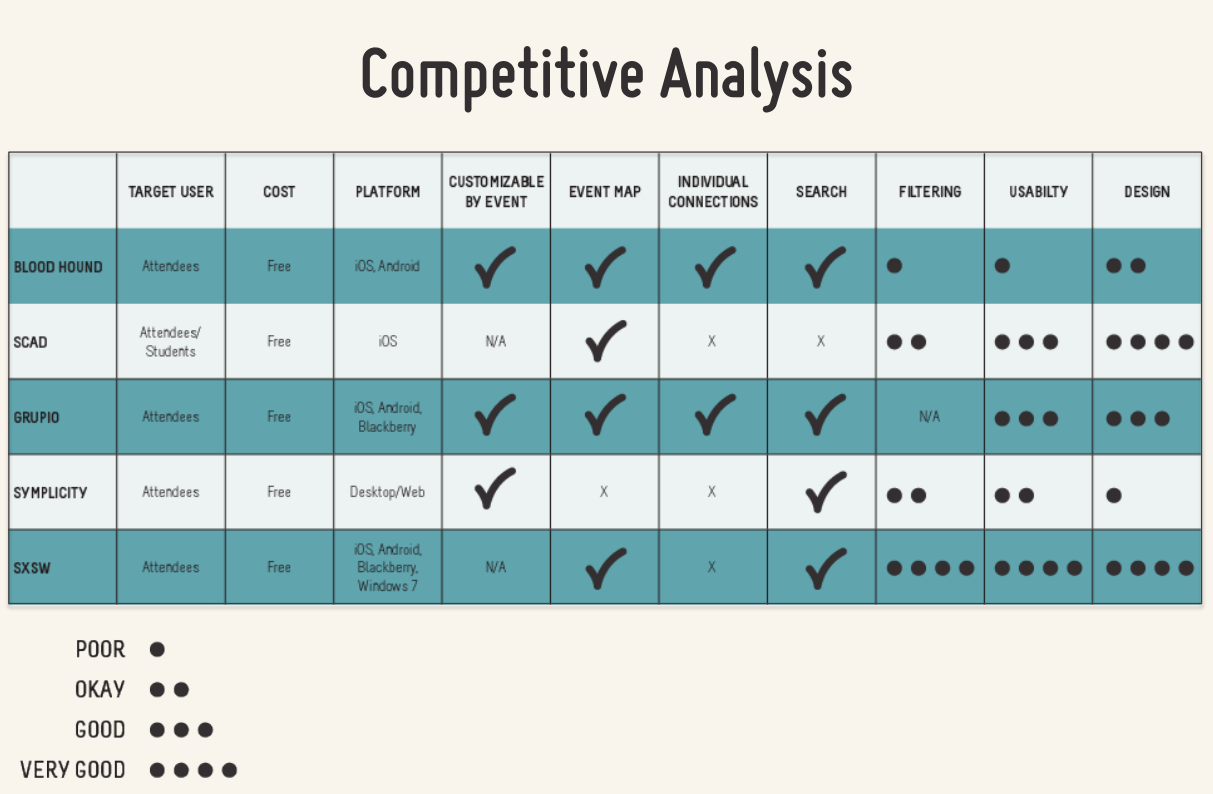 Competitive Analysis
TARGET USER COST PLATFORM CUSTOMIZABLE BY EVENT EVENT MAP INDIVIDUAL CONNECTIONS SEARCH FILTERING USABILTY DESIGN
BLOOD HOUND Attendees Free iOS, Android
SCAD Attendees/ Students Free iOS N/A X X
GRUPIO Attendees Free iOS, Android, Blackberry N/A
SYMPLICITY Attendees Free Desktop/Web X X
SXSW Attendees Free iOS, Android, Blackberry, Windows 7 N/A X
POOR
OKAY
GOOD
VERY GOOD